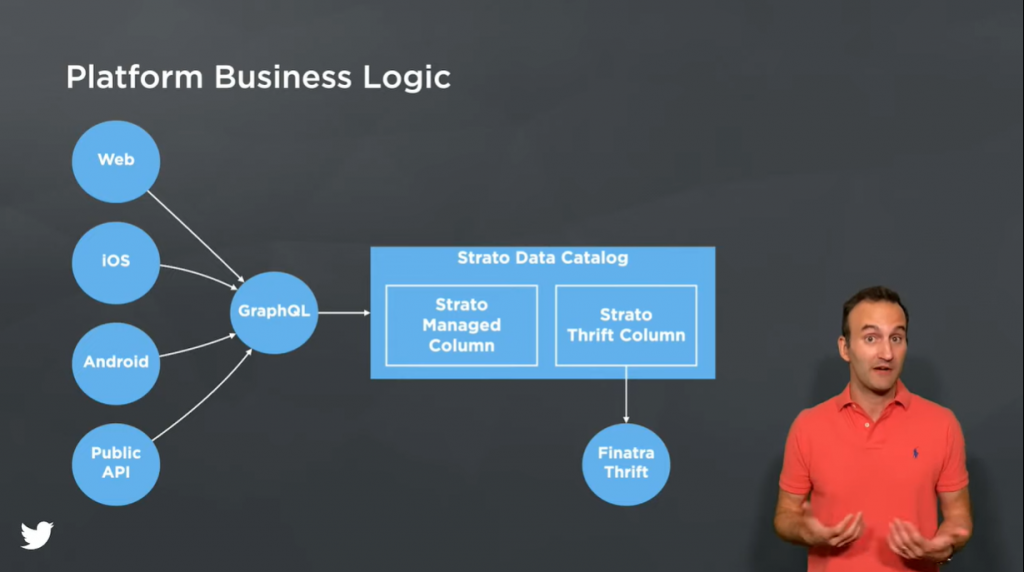 Platform Business Logic
Web
iOS
Android
Public
API
GraphQL
Strato Data Catalog
Strato
Managed
Column
Strato
Thrift Column
Finatra
Thrift